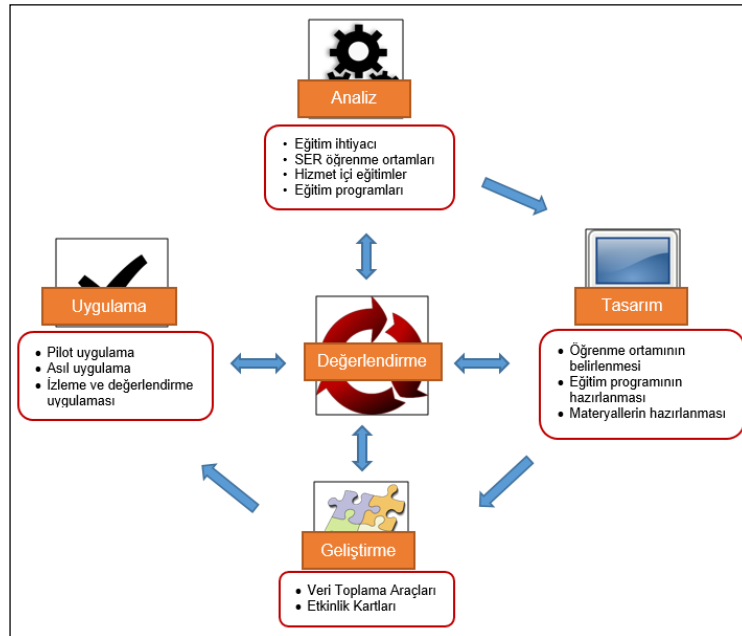 Analiz
• Eğitim ihtiyacı
• SER öğrenme ortamları
• Hizmet içi eğitimler
• Eğitim programları
Uygulama
• Pilot uygulama
• Asıl uygulama
• İzleme ve değerlendirme
uygulaması
Değerlendirme
Tasarım
• Öğrenme ortamının
belirlenmesi
• Eğitim programının
hazırlanması
• Materyallerin hazırlanması
Geliştirme
• Veri Toplama Araçları
• Etkinlik Kartları